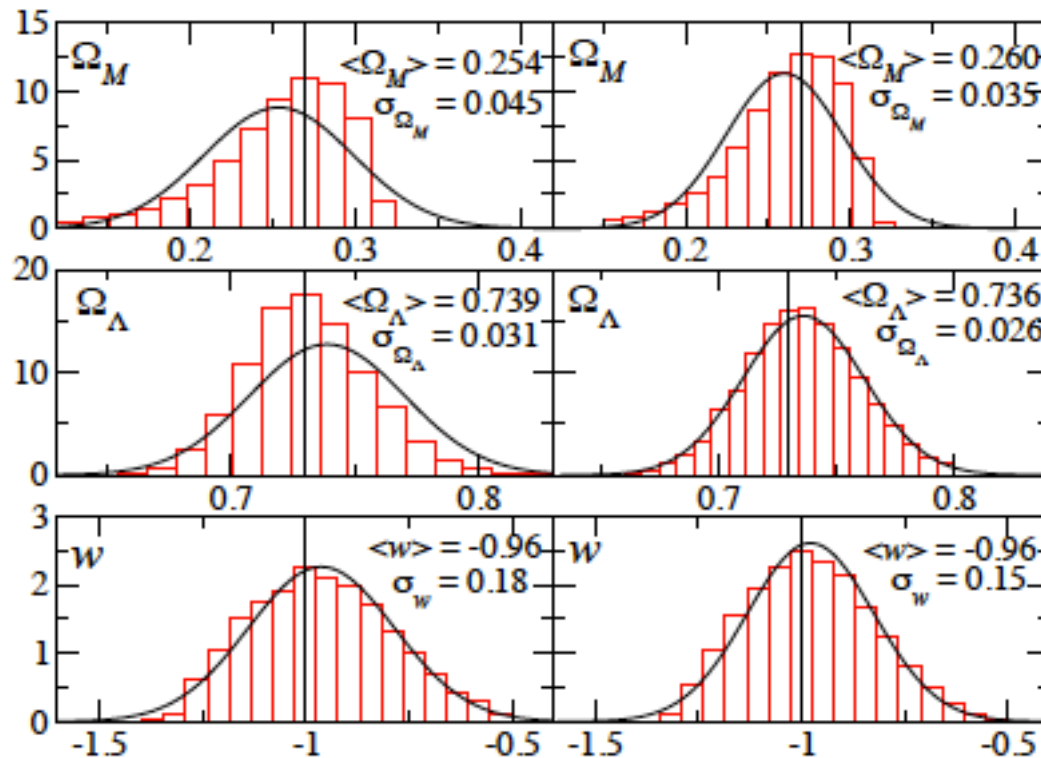 15
10
5
0
Ω_M
<Ω_M> = 0.254
σ_Ω_M = 0.045
0.2 0.3 0.4
Ω_M
<Ω_M> = 0.260
σ_Ω_M = 0.035
0.2 0.3 0.4
20
10
0
Ω_Λ
<Ω_Λ> = 0.739
σ_Ω_Λ = 0.031
0.7 0.8
Ω_Λ
<Ω_Λ> = 0.736
σ_Ω_Λ = 0.026
0.7 0.8
3
2
1
0
w
<w> = -0.96
σ_w = 0.18
-1.5 -1 -0.5
w
<w> = -0.96
σ_w = 0.15
-1.5 -1 -0.5